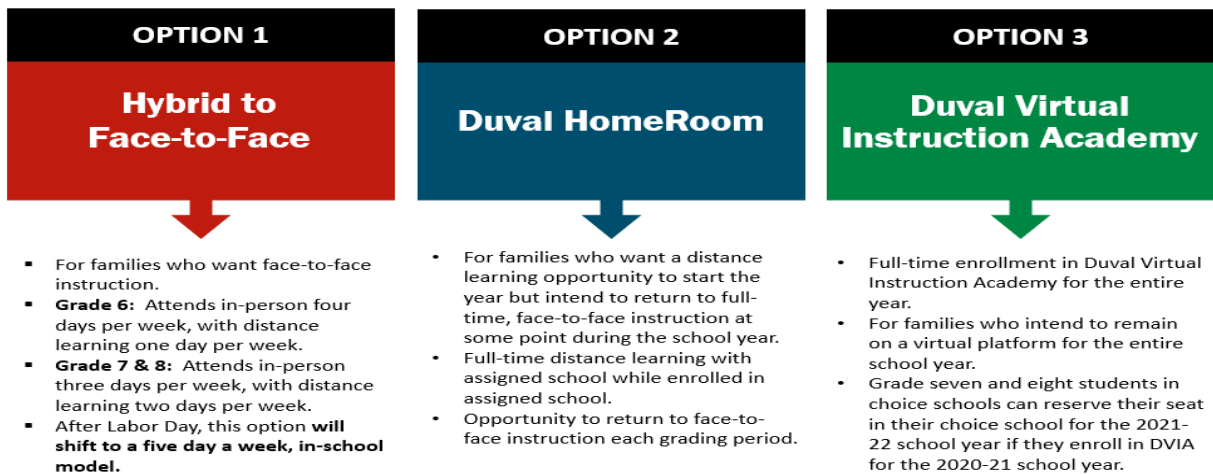 OPTION 1
Hybrid to
Face-to-Face
▪ For families who want face-to-face
instruction.
▪ Grade 6: Attends in-person four
days per week, with distance
learning one day per week.
▪ Grade 7 & 8: Attends in-person
three days per week, with distance
learning two days per week.
▪ After Labor Day, this option will
shift to a five day a week, in-school
model.
OPTION 2
Duval HomeRoom
• For families who want a distance
learning opportunity to start the
year but intend to return to full-
time, face-to-face instruction at
some point during the school year.
• Full-time distance learning with
assigned school while enrolled in
assigned school.
• Opportunity to return to face-to-
face instruction each grading period.
OPTION 3
Duval Virtual
Instruction Academy
• Full-time enrollment in Duval Virtual
Instruction Academy for the entire
year.
• For families who intend to remain
on a virtual platform for the entire
school year.
• Grade seven and eight students in
choice schools can reserve their seat
in their choice school for the 2021-
22 school year if they enroll in DVIA
for the 2020-21 school year.